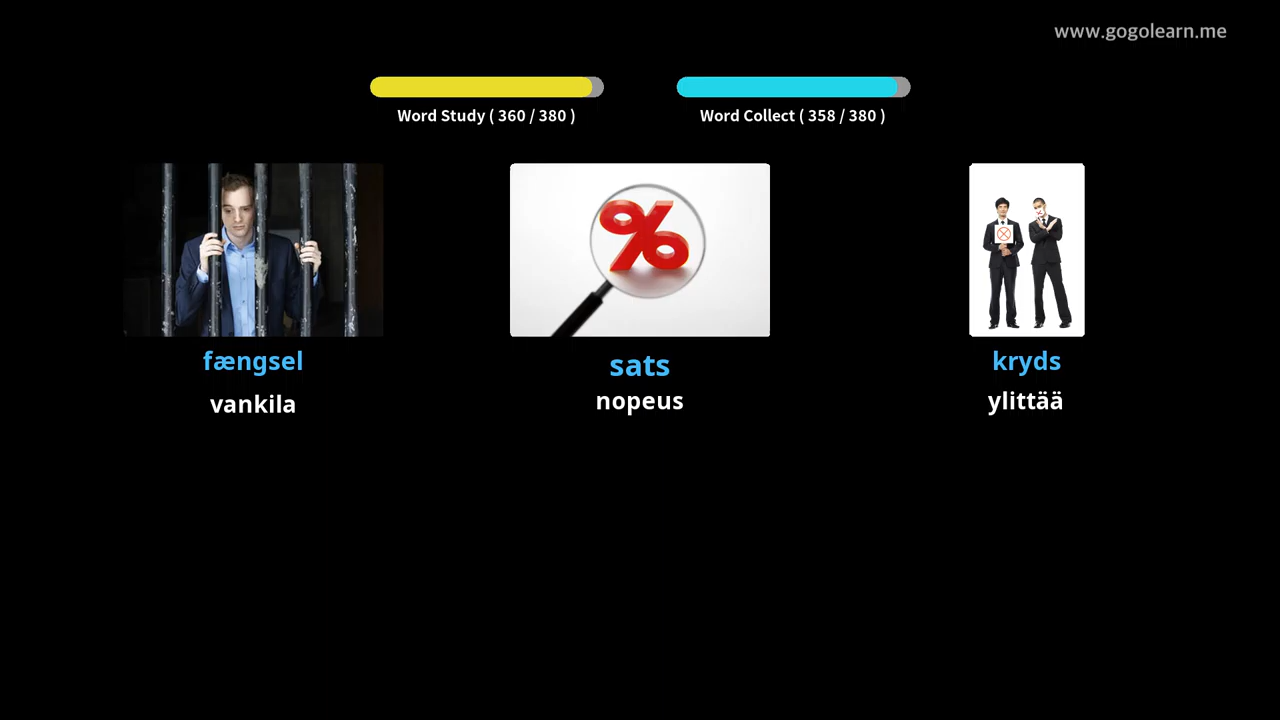 www.gogolearn.me
Word Study ( 360 / 380 )
Word Collect ( 358 / 380 )
fængsel
sats
kryds
vankila
nopeus
ylittää